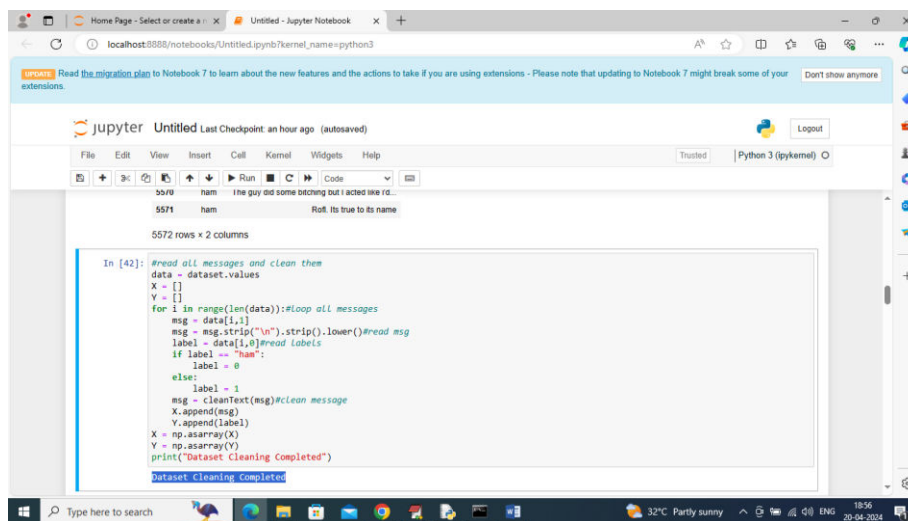 Home Page - Select or create a n
Untitled - Jupyter Notebook
localhost:8888/notebooks/Untitled.ipynb?kernel_name=python3
UPDATE Read the migration plan to Notebook 7 to learn about the new features and the actions to take if you are using extensions - Please note that updating to Notebook 7 might break some of your
extensions.
Don't show anymore
jupyter Untitled Last Checkpoint: an hour ago (autosaved)
Logout
File Edit View Insert Cell Kernel Widgets Help
Trusted Python 3 (ipykernel)
Run Code
5570 ham The guy did some bitching but I acted like i'd...
5571 ham Rofl. Its true to its name
5572 rows × 2 columns
In [42]: #read all messages and clean them
data = dataset.values
X = []
Y = []
for i in range(len(data)):#loop all messages
msg = data[i,1]
msg = msg.strip("\n").strip().lower()#read msg
label = data[i,0]#read labels
if label == "ham":
label = 0
else:
label = 1
msg = cleanText(msg)#clean message
X.append(msg)
Y.append(label)
X = np.asarray(X)
Y = np.asarray(Y)
print("Dataset Cleaning Completed")
Dataset Cleaning Completed
Type here to search
32°C Partly sunny
ENG
18:56
20-04-2024